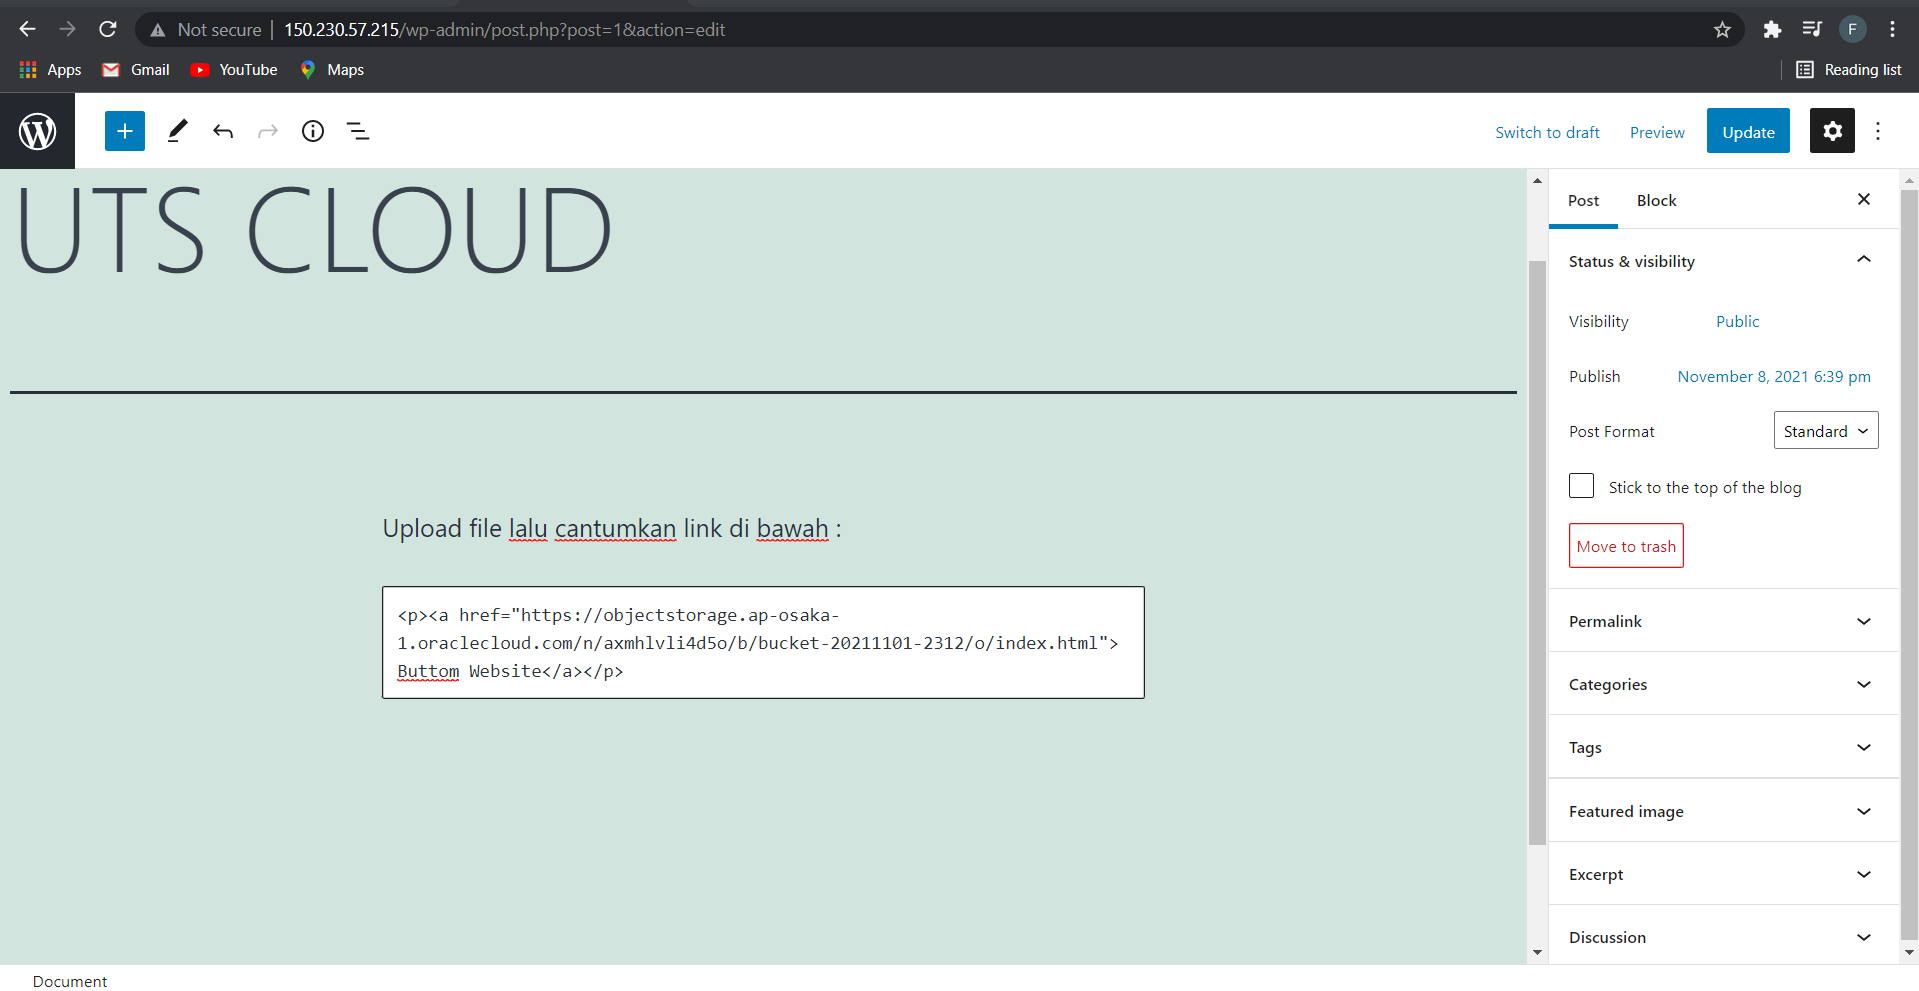 Not secure | 150.230.57.215/wp-admin/post.php?post=1&action=edit
F
Apps Gmail YouTube Maps Reading list
Switch to draft Preview Update
UTS CLOUD
Upload file lalu cantumkan link di bawah :
<p><a href="https://objectstorage.ap-osaka-
1.oraclecloud.com/n/axmhlvli4d5o/b/bucket-20211101-2312/o/index.html">
Buttom Website</a></p>
Post Block
Status & visibility
Visibility Public
Publish November 8, 2021 6:39 pm
Post Format Standard
Stick to the top of the blog
Move to trash
Permalink
Categories
Tags
Featured image
Excerpt
Discussion
Document